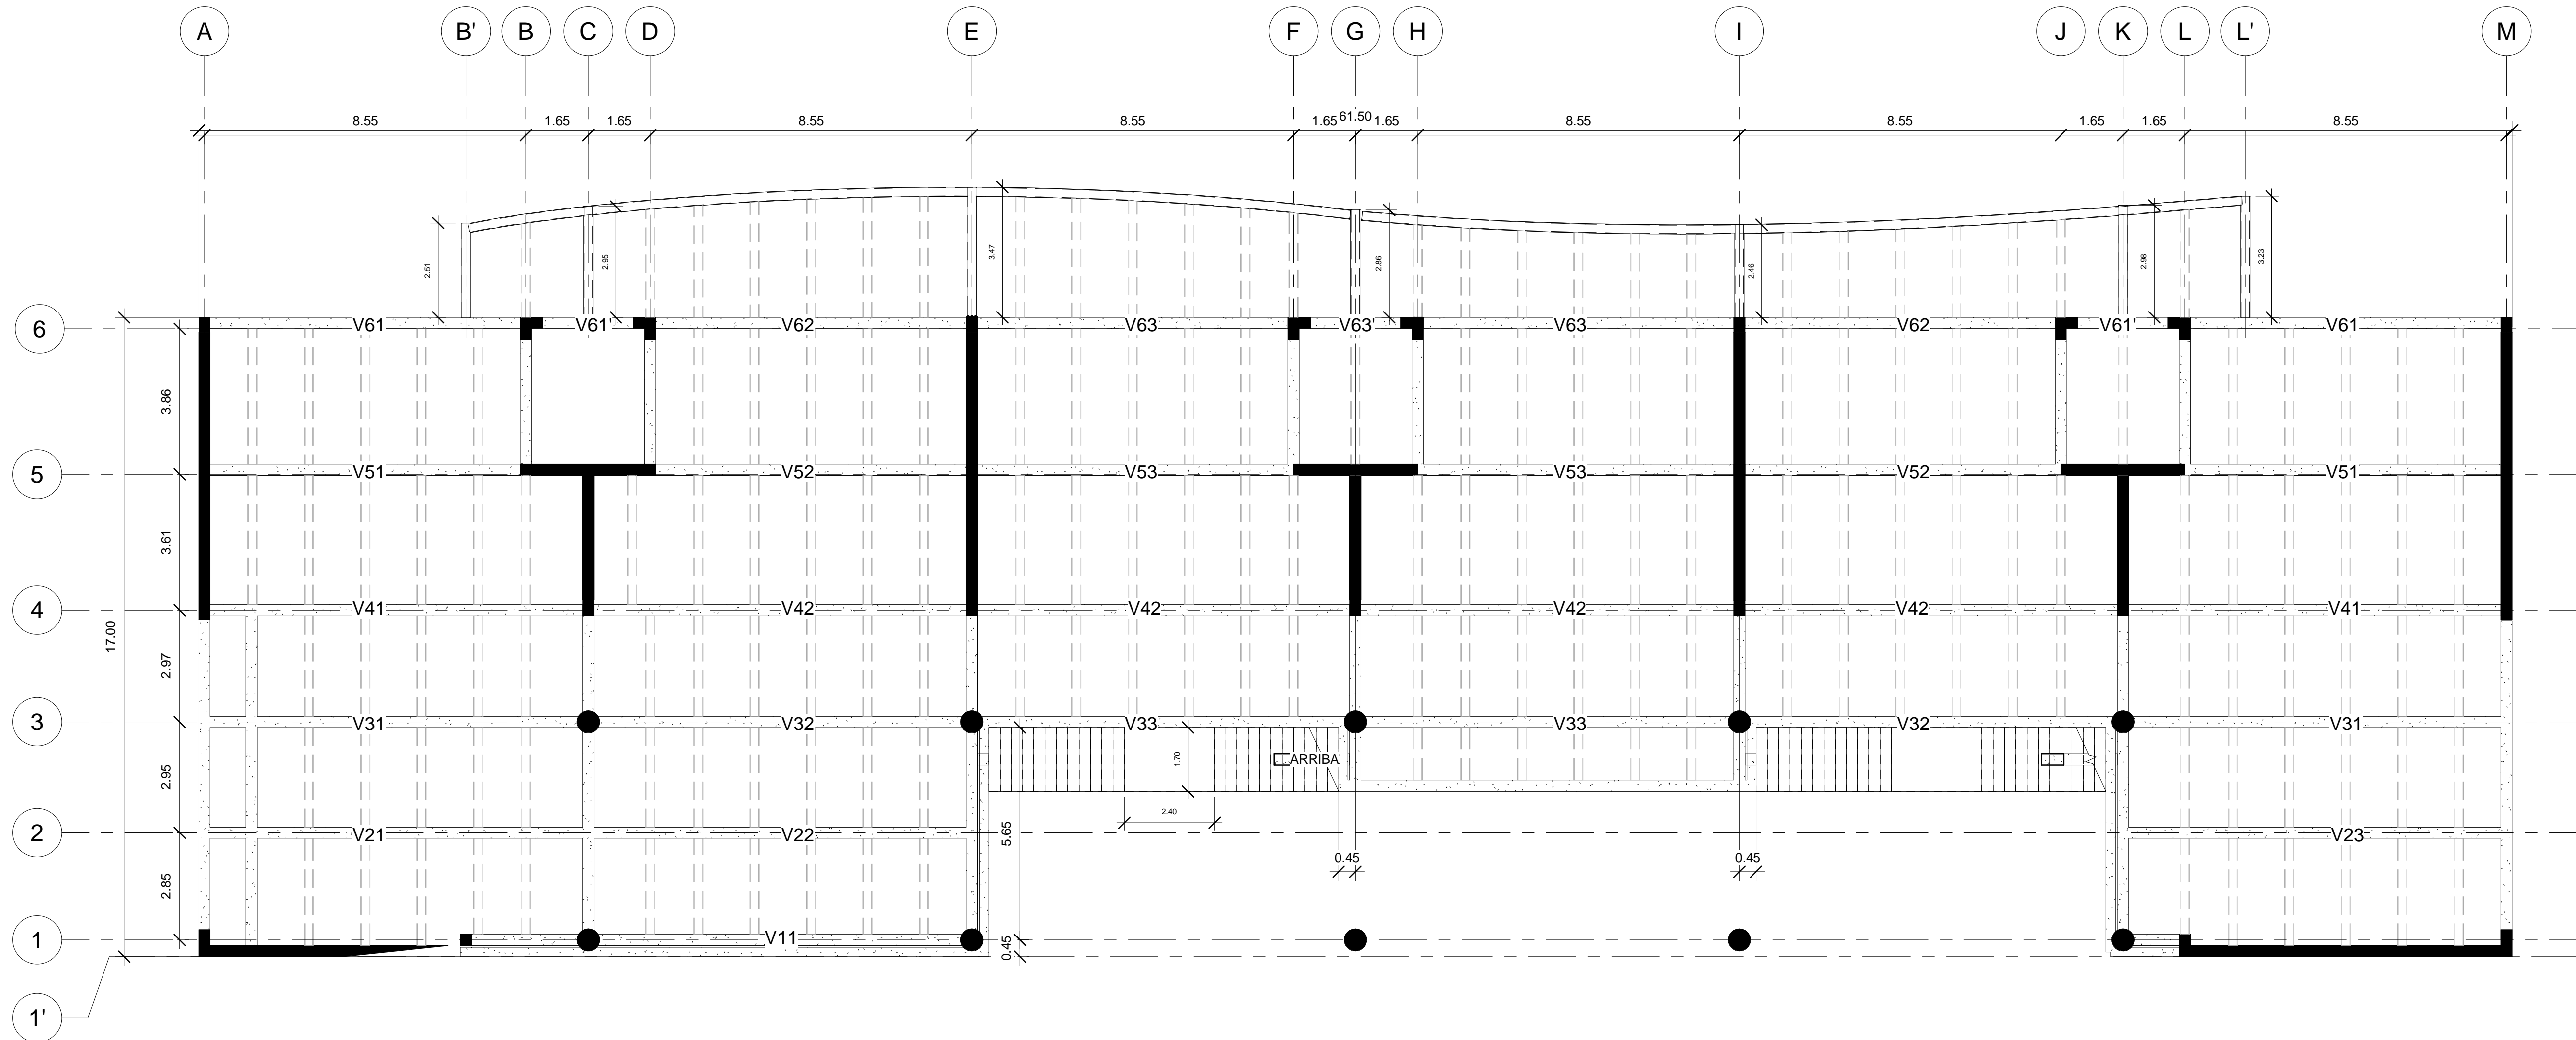 A B' B C D E F G H I J K L L' M
8.55 1.65 1.65 8.55 8.55 1.65 61.50 1.65 8.55 8.55 1.65 1.65 8.55
2.51 2.95 3.47 2.86 2.46 2.98 3.23
6 V61 V61' V62 V63 V63' V63 V62 V61' V61
3.86
5 V51 V52 V53 V53 V52 V51
3.61
4 V41 V42 V42 V42 V42 V41
17.00
2.97
3 V31 V32 V33 V33 V32 V31
2.95
1.70
ARRIBA
2.40
2 V21 V22 5.65 V23
0.45 0.45
2.85
1 V11
0.45
1'